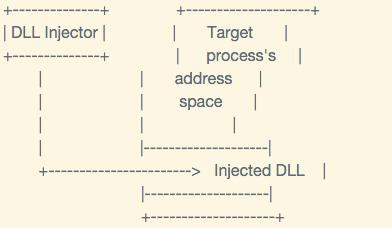 +--------------+ +-------------------+
| DLL Injector | | Target |
+--------------+ | process's |
| | address |
| | space |
| | |
| |--------------------|
+-----------------------> Injected DLL |
|--------------------|
+---------------------+